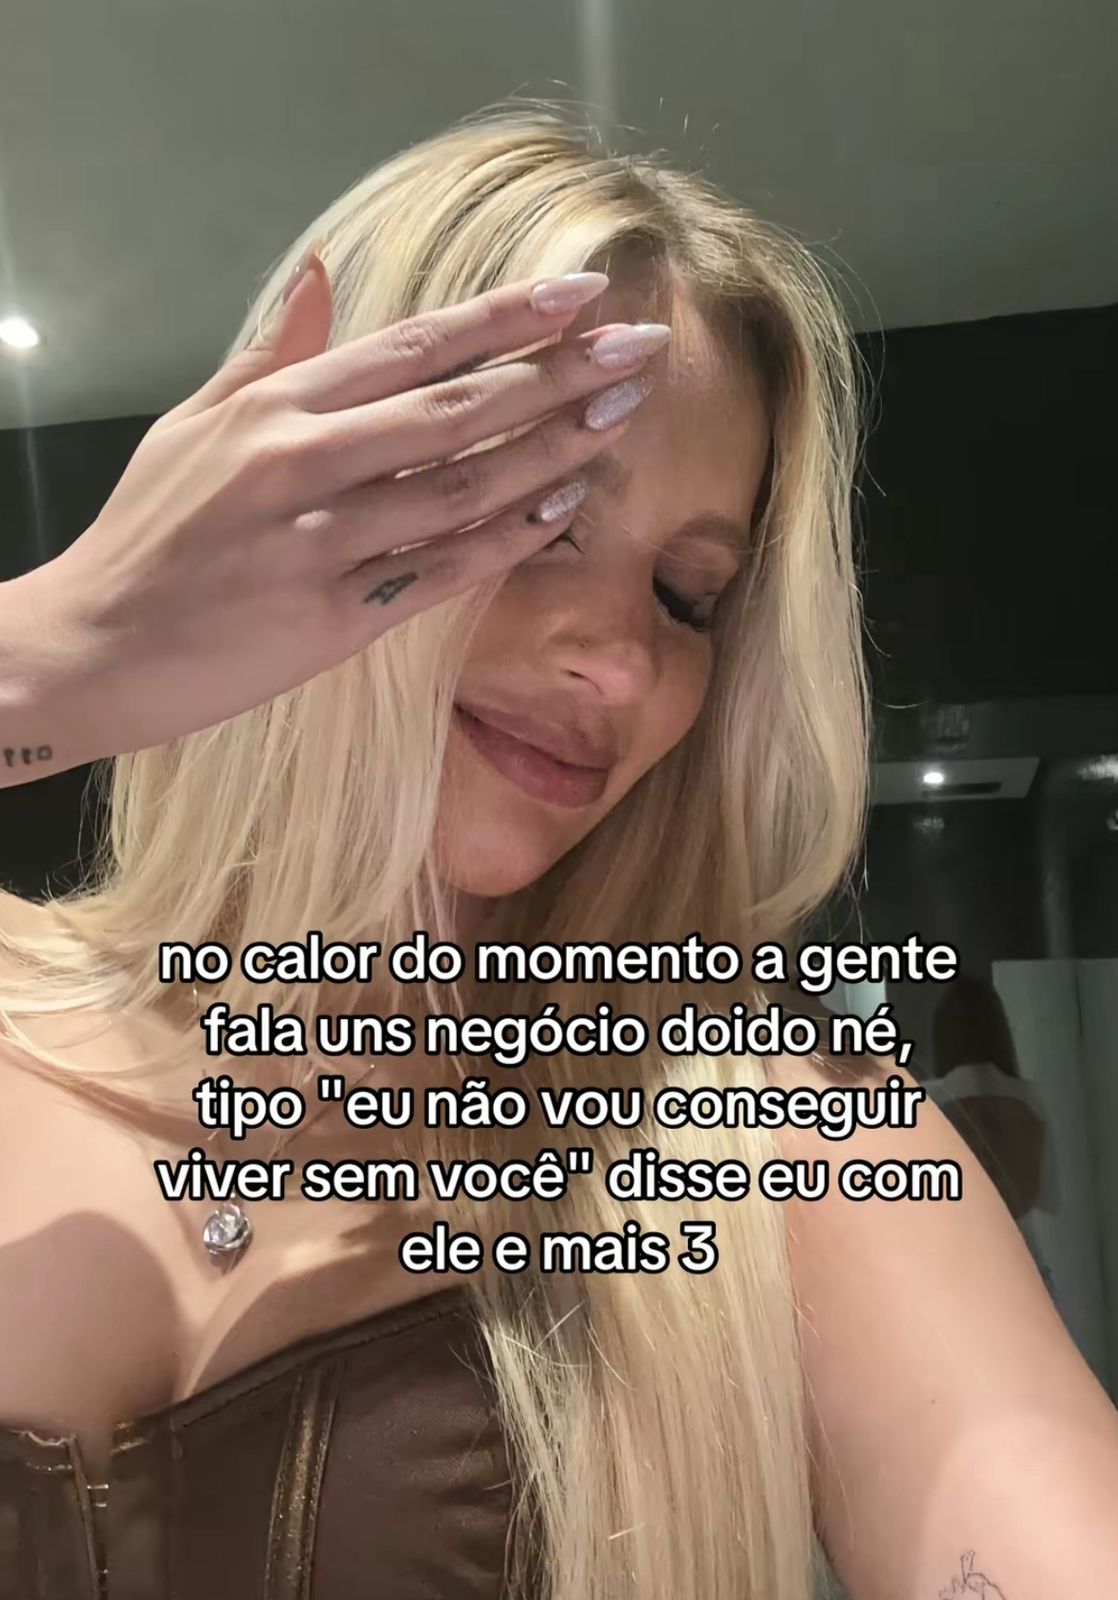 no calor do momento a gente
fala uns negócio doido né,
tipo "eu não vou conseguir
viver sem você" disse eu com
ele e mais 3